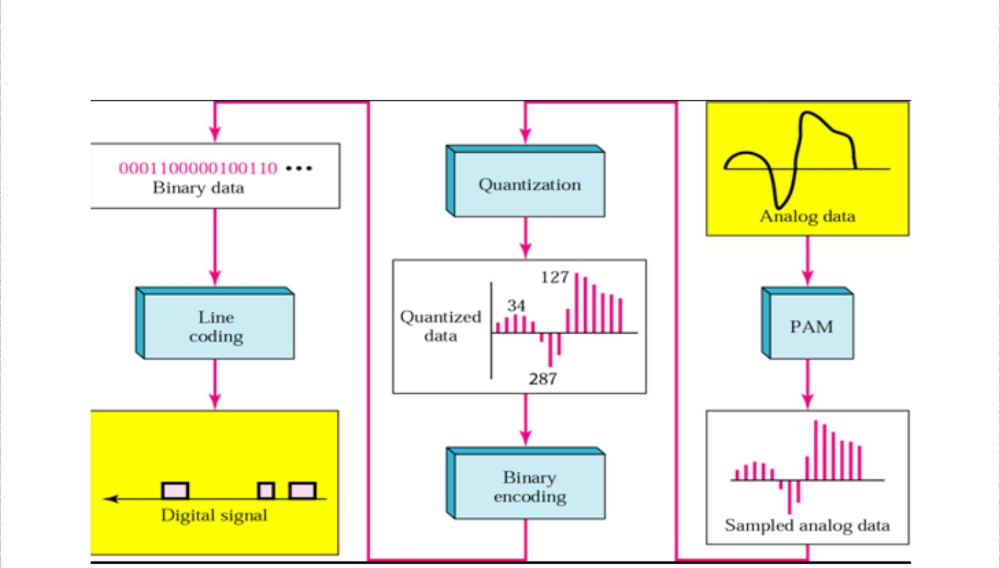 0001100000100110 •••
Binary data
Line
coding
Digital signal
Quantization
127
34
Quantized
data
287
Binary
encoding
Analog data
PAM
Sampled analog data